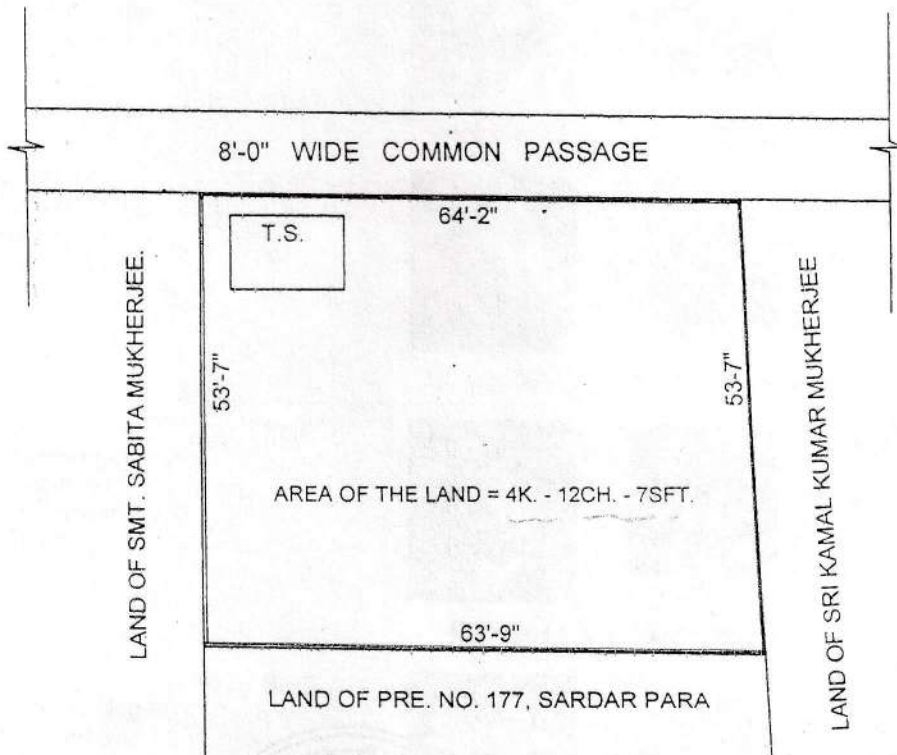 8'-0" WIDE COMMON PASSAGE
64'-2"
T.S.
LAND OF SMT. SABITA MUKHERJEE.
53'-7"
53-7"
LAND OF SRI KAMAL KUMAR MUKHERJEE
AREA OF THE LAND = 4K. - 12CH. - 7SFT.
63'-9"
LAND OF PRE. NO. 177, SARDAR PARA